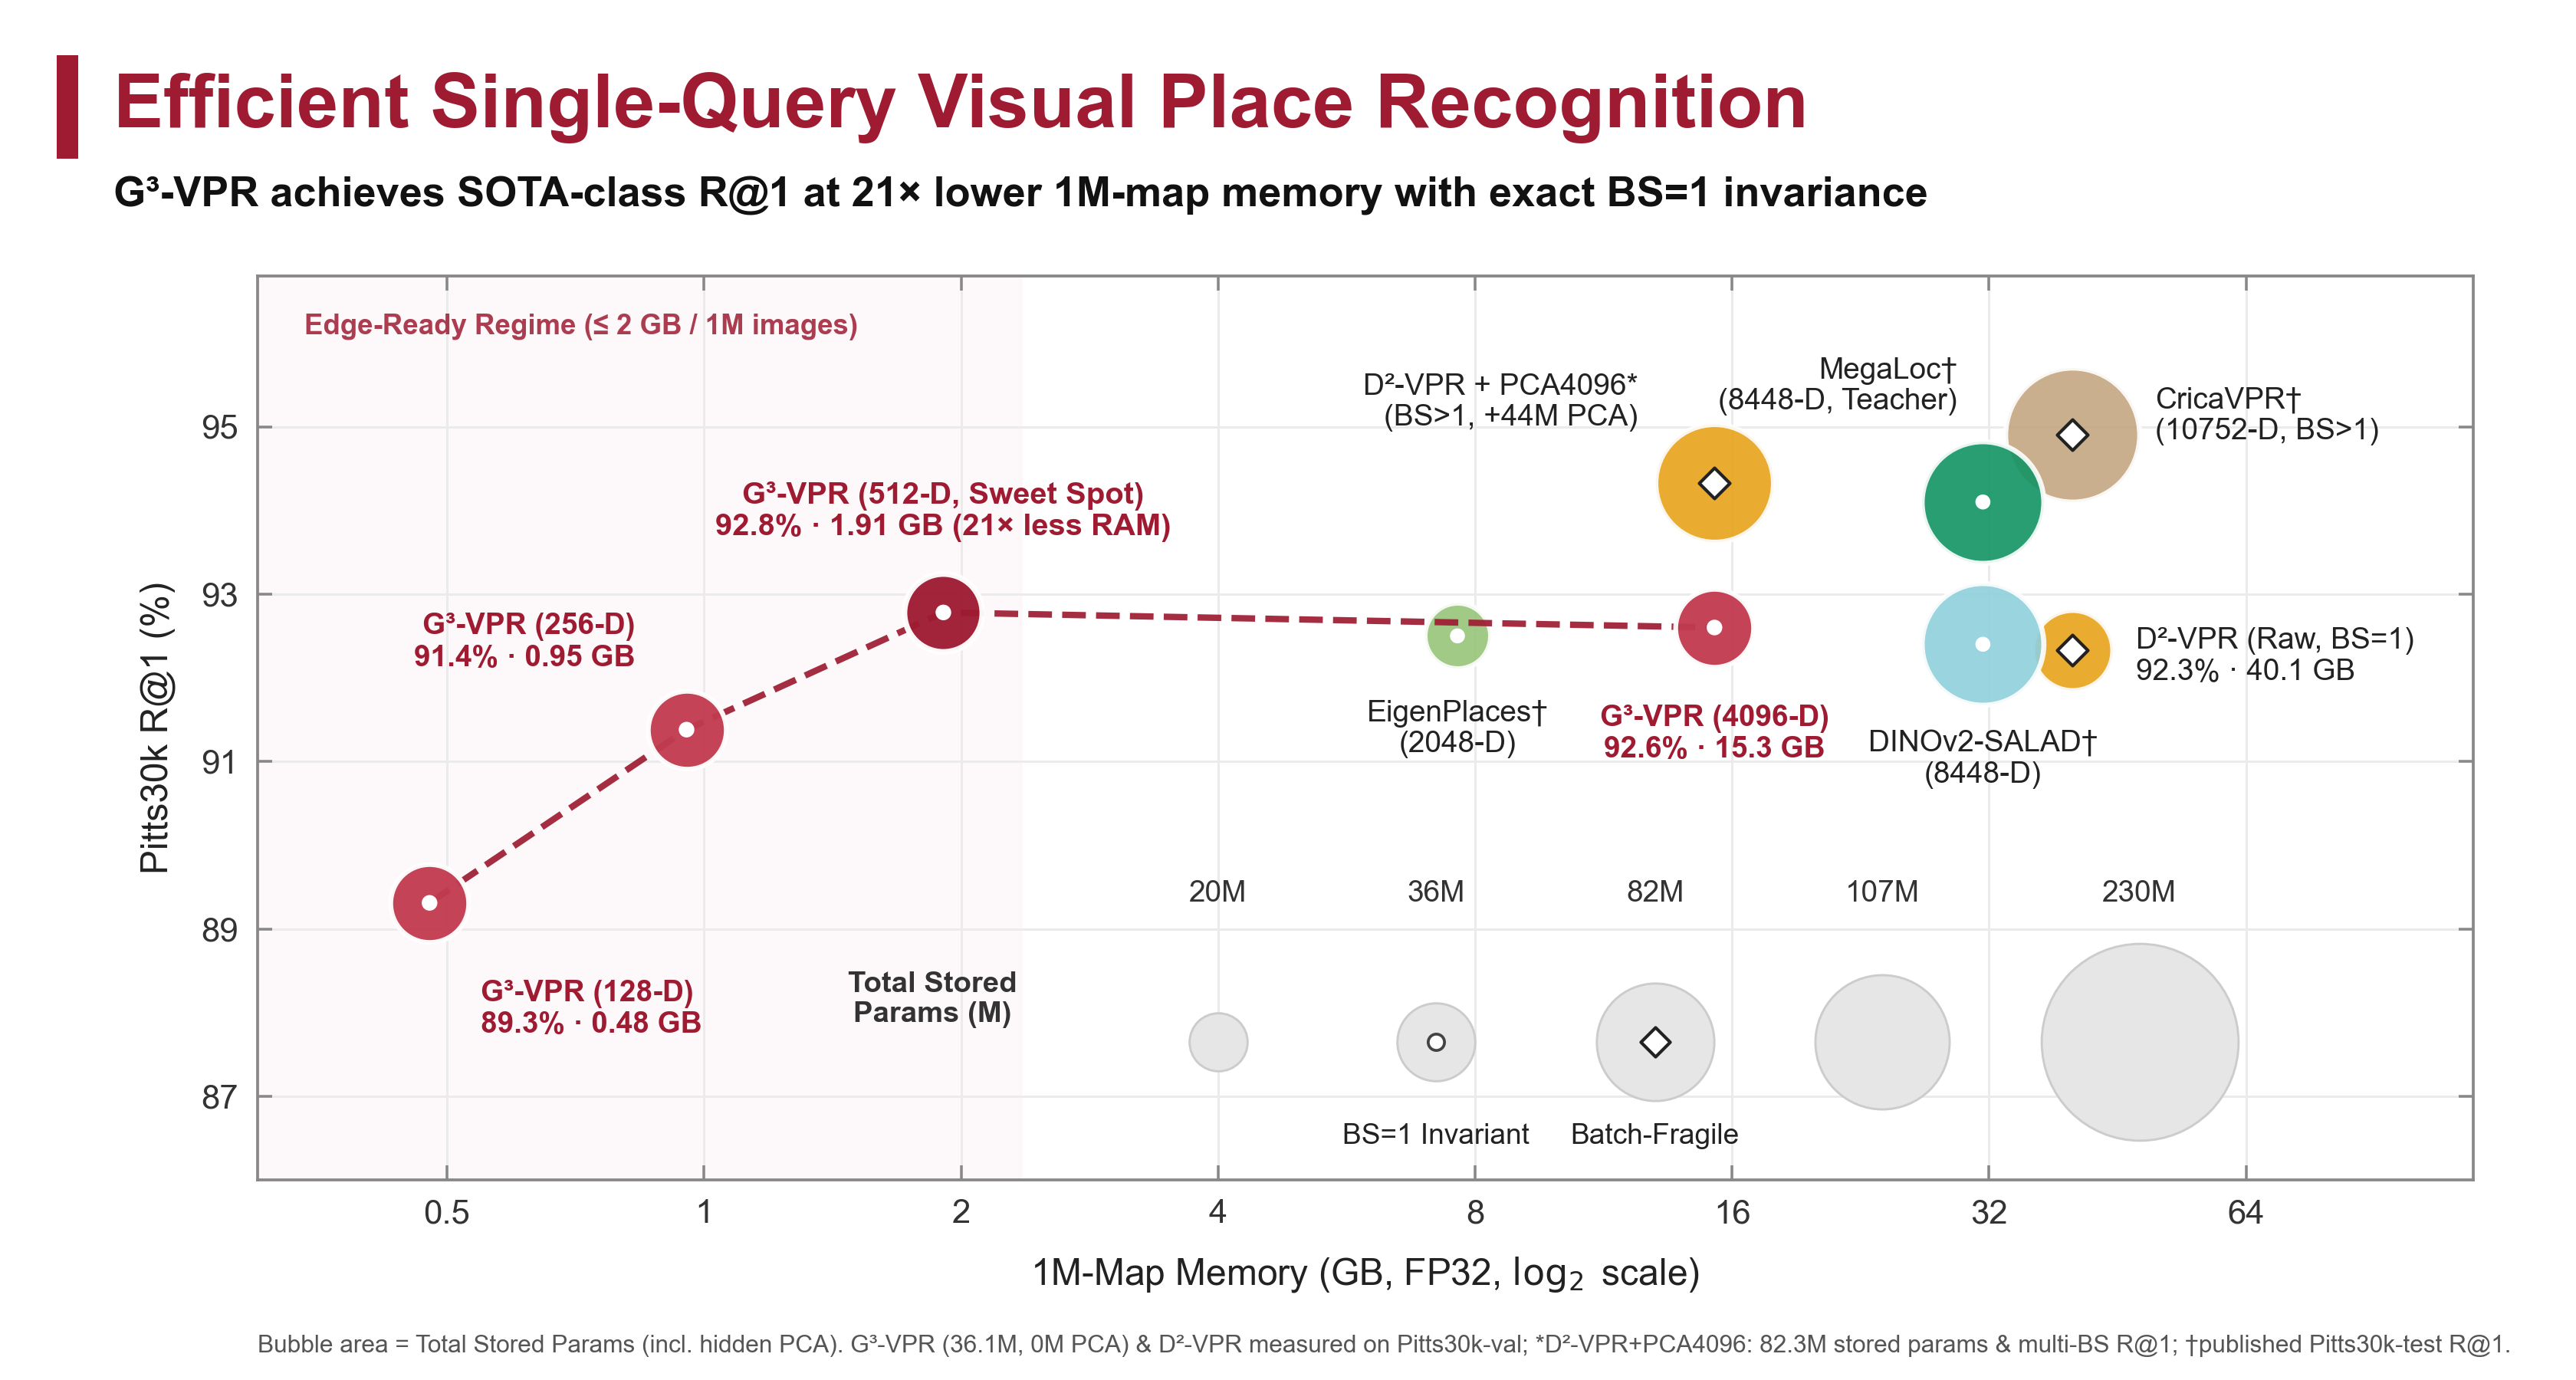 Efficient Single-Query Visual Place Recognition
G³-VPR achieves SOTA-class R@1 at 21× lower 1M-map memory with exact BS=1 invariance
Edge-Ready Regime (≤ 2 GB / 1M images)
D²-VPR + PCA4096*
(BS>1, +44M PCA)
MegaLoc†
(8448-D, Teacher)
CricaVPR†
(10752-D, BS>1)
G³-VPR (512-D, Sweet Spot)
92.8% · 1.91 GB (21× less RAM)
G³-VPR (256-D)
91.4% · 0.95 GB
EigenPlaces†
(2048-D)
G³-VPR (4096-D)
92.6% · 15.3 GB
DINOv2-SALAD†
(8448-D)
D²-VPR (Raw, BS=1)
92.3% · 40.1 GB
G³-VPR (128-D)
89.3% · 0.48 GB
Total Stored
Params (M)
20M
36M
82M
107M
230M
BS=1 Invariant
Batch-Fragile
Pitts30k R@1 (%)
95
93
91
89
87
0.5
1
2
4
8
16
32
64
1M-Map Memory (GB, FP32, log₂ scale)
Bubble area = Total Stored Params (incl. hidden PCA). G³-VPR (36.1M, 0M PCA) & D²-VPR measured on Pitts30k-val; *D²-VPR+PCA4096: 82.3M stored params & multi-BS R@1; †published Pitts30k-test R@1.